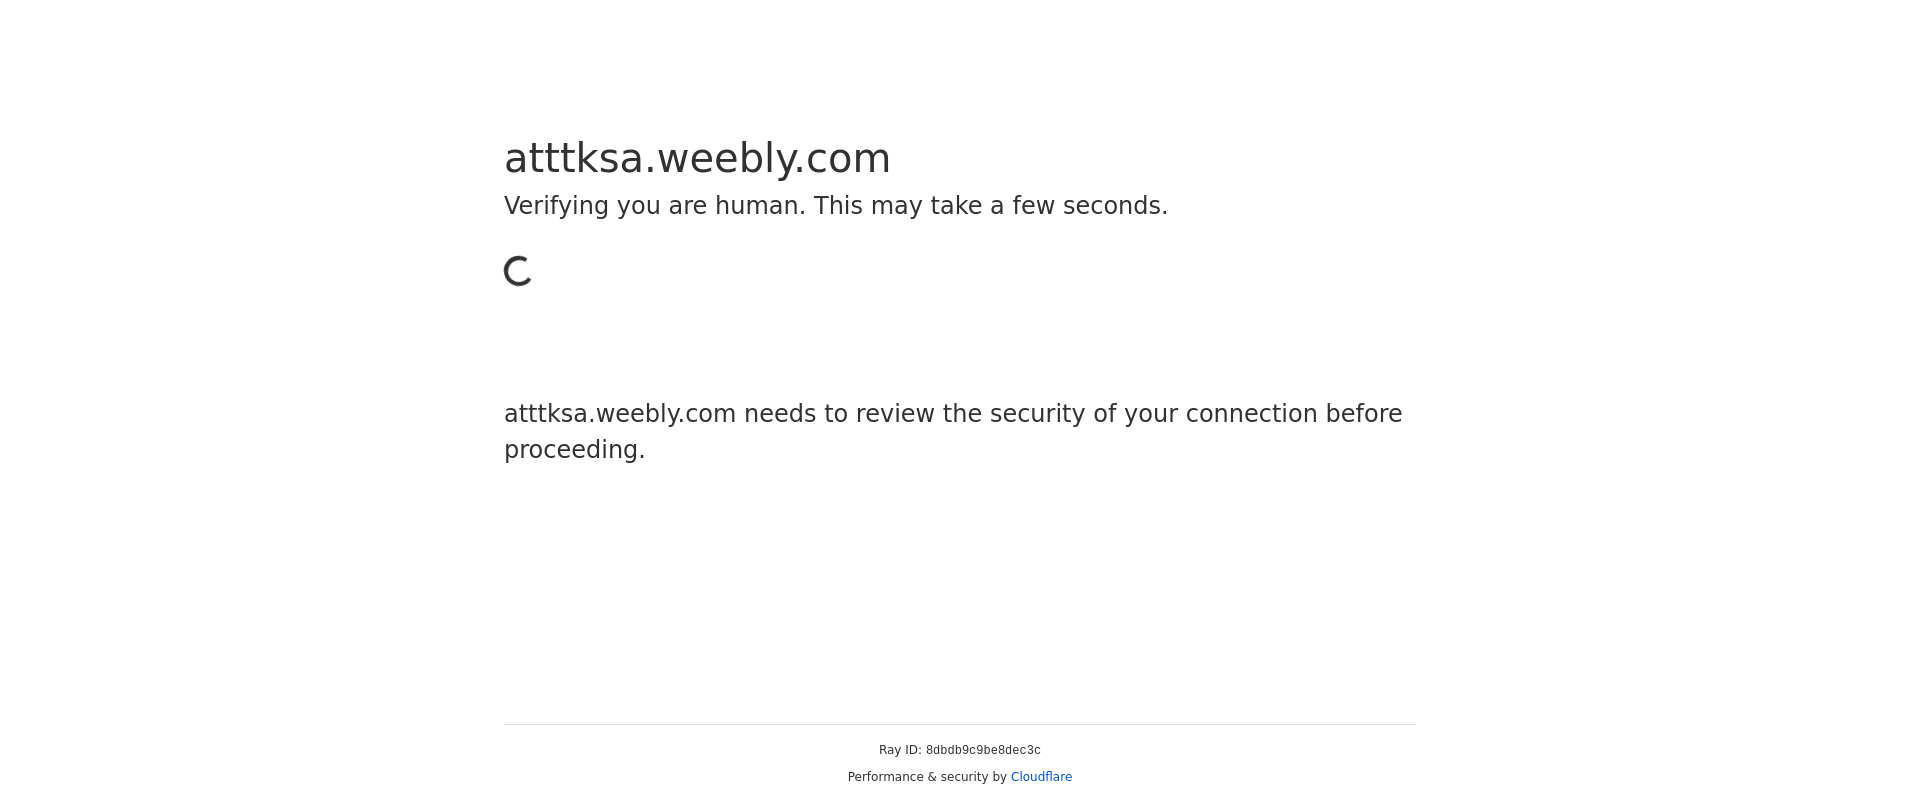 atttksa.weebly.com
Verifying you are human. This may take a few seconds.
atttksa.weebly.com needs to review the security of your connection before
proceeding.
Ray ID: 8dbdb9c9be8dec3c
Performance & security by Cloudflare